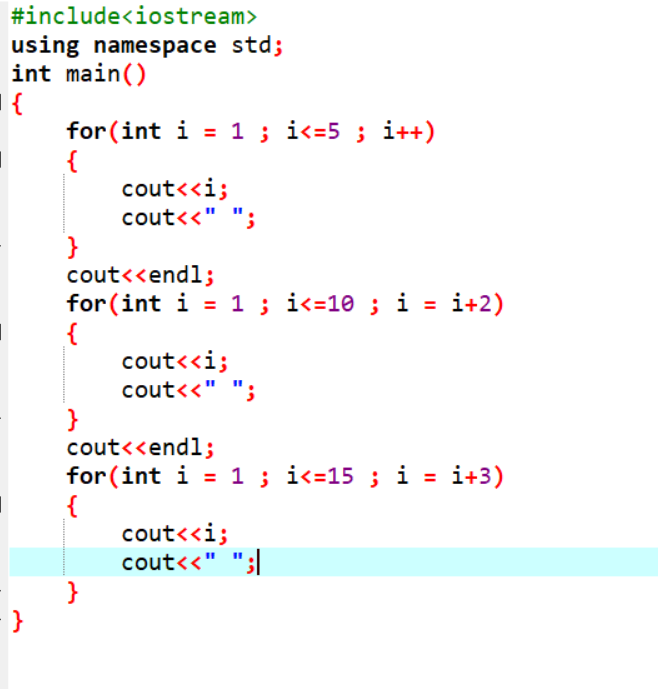 #include<iostream>
using namespace std;
int main()
{
    for(int i = 1 ; i<=5 ; i++)
    {
        cout<<i;
        cout<<" ";
    }
    cout<<endl;
    for(int i = 1 ; i<=10 ; i = i+2)
    {
        cout<<i;
        cout<<" ";
    }
    cout<<endl;
    for(int i = 1 ; i<=15 ; i = i+3)
    {
        cout<<i;
        cout<<" ";
    }
}